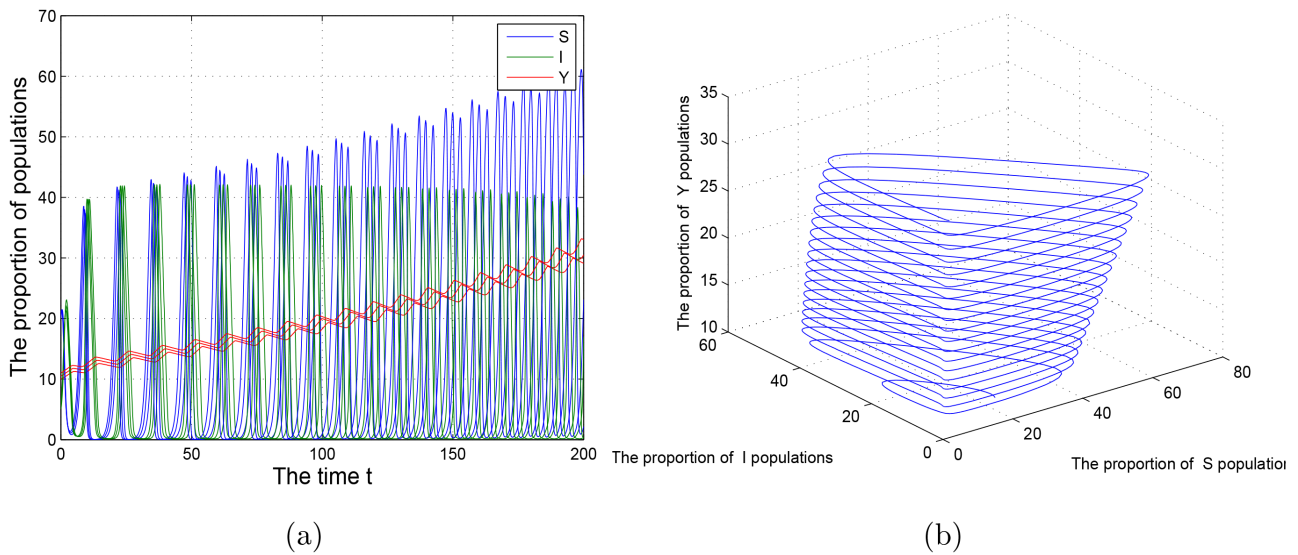 70
60
50
40
30
20
10
0
0
50
100
150
200
The proportion of populations
The time t
S
I
Y
(a)
35
30
25
20
15
10
60
40
20
0
0
20
40
60
80
The proportion of Y populations
The proportion of I populations
The proportion of S population
(b)